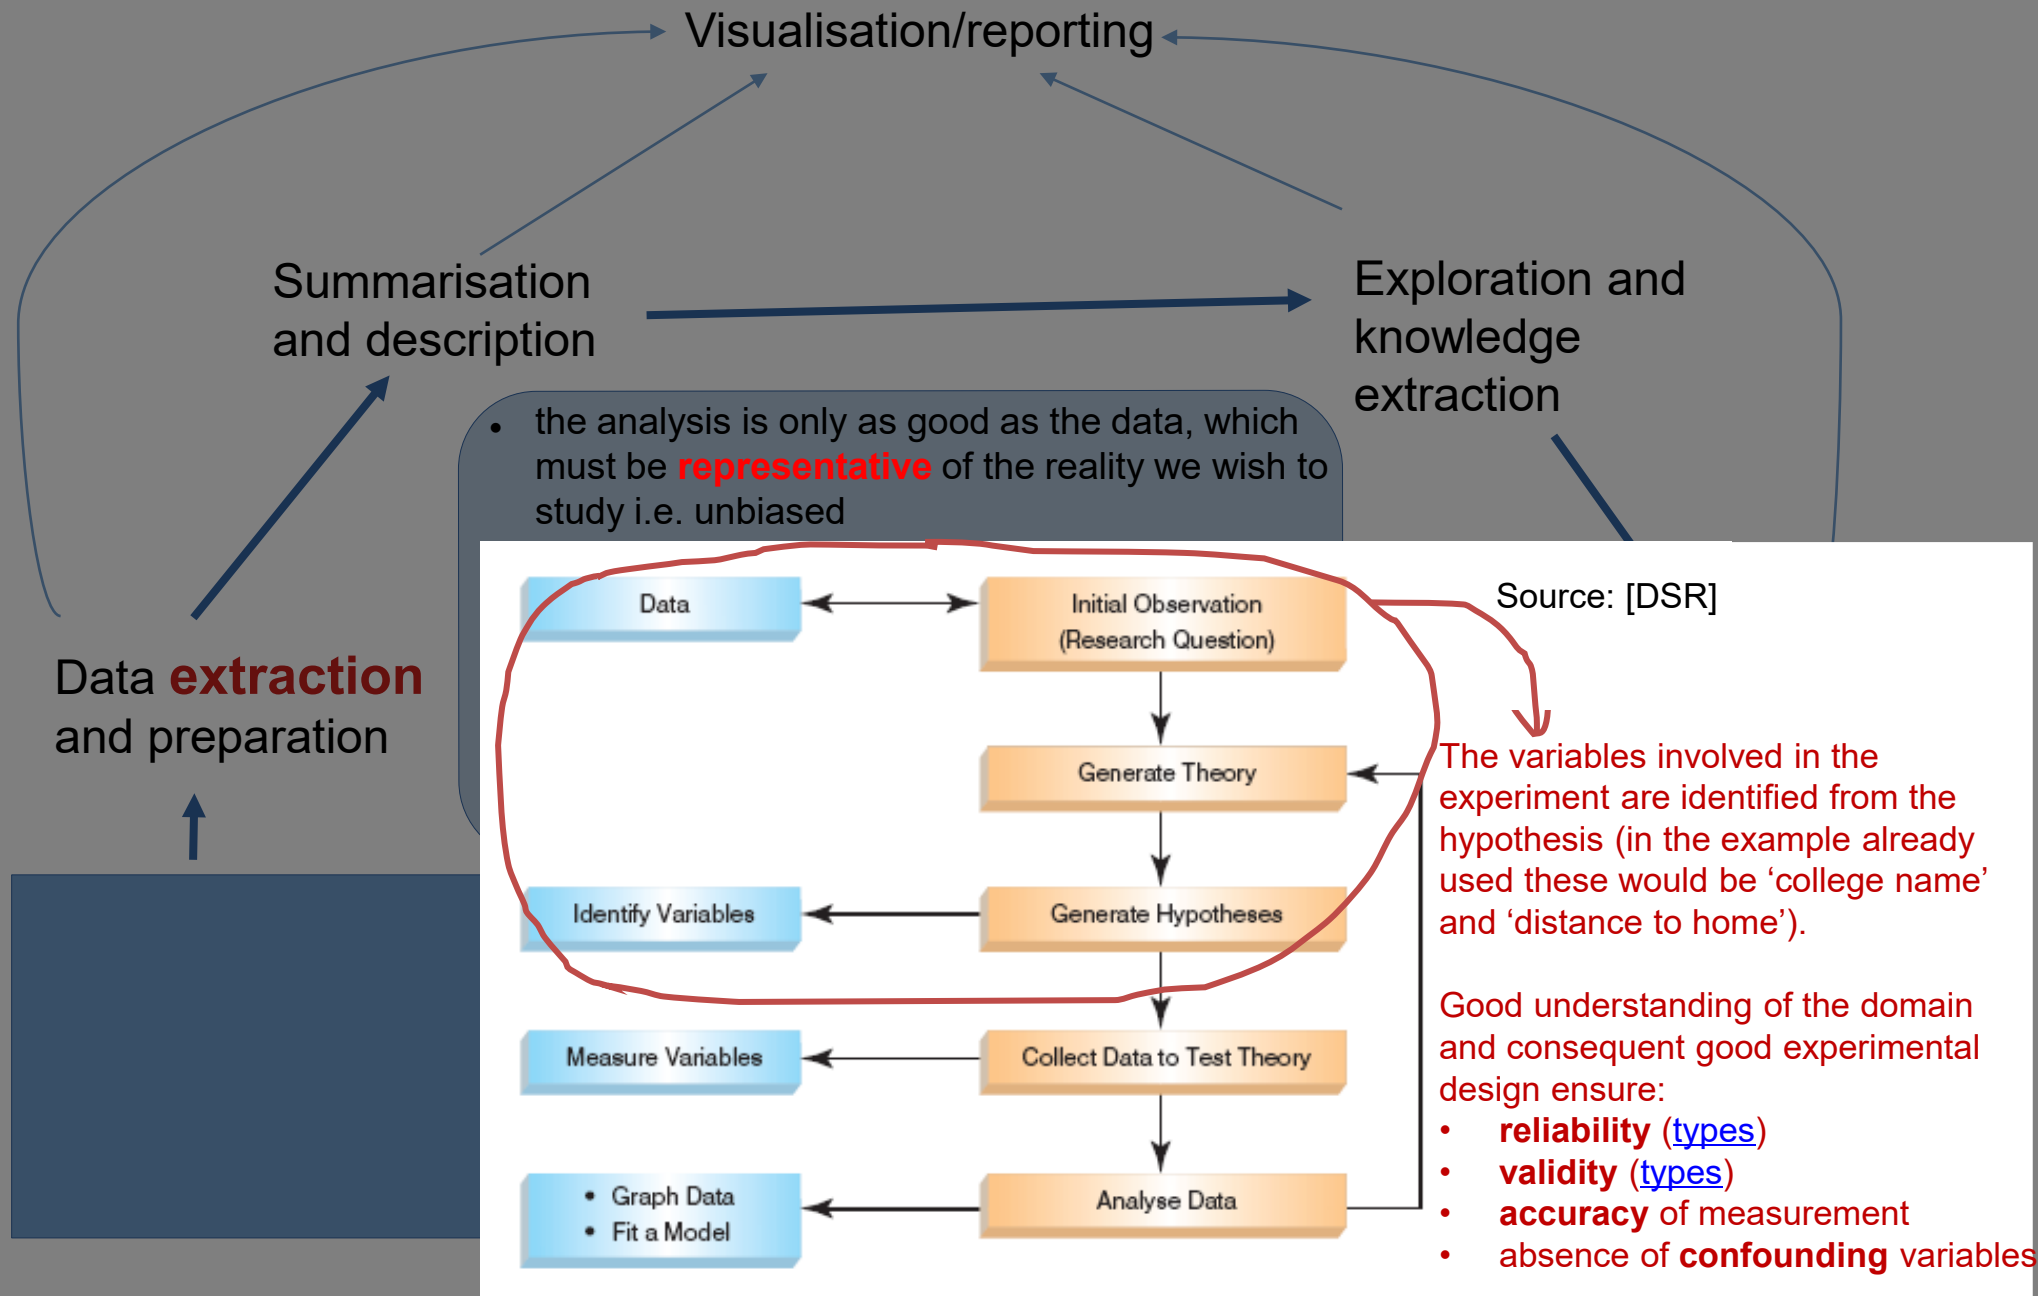 Visualisation/reporting
Summarisation
and description
Exploration and
knowledge
extraction
• the analysis is only as good as the data, which
must be representative of the reality we wish to
study i.e. unbiased
Data extraction
and preparation
Source: [DSR]
Data
Initial Observation
(Research Question)
Generate Theory
Identify Variables
Generate Hypotheses
Measure Variables
Collect Data to Test Theory
• Graph Data
• Fit a Model
Analyse Data
The variables involved in the
experiment are identified from the
hypothesis (in the example already
used these would be ‘college name’
and ‘distance to home’).
Good understanding of the domain
and consequent good experimental
design ensure:
• reliability (types)
• validity (types)
• accuracy of measurement
• absence of confounding variables